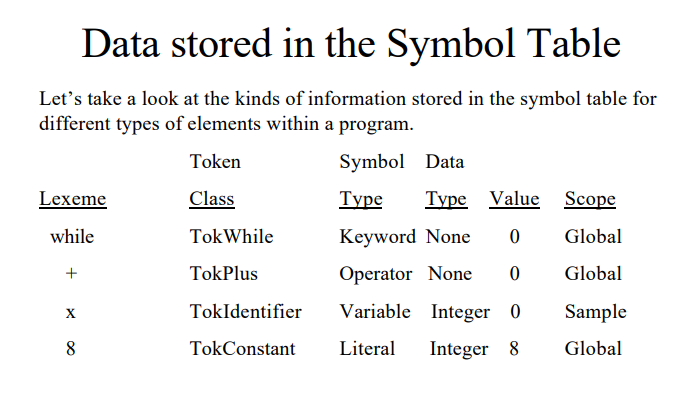 Data stored in the Symbol Table
Let’s take a look at the kinds of information stored in the symbol table for
different types of elements within a program.
Token Symbol Data
Lexeme Class Type Type Value Scope
while TokWhile Keyword None 0 Global
+ TokPlus Operator None 0 Global
x TokIdentifier Variable Integer 0 Sample
8 TokConstant Literal Integer 8 Global